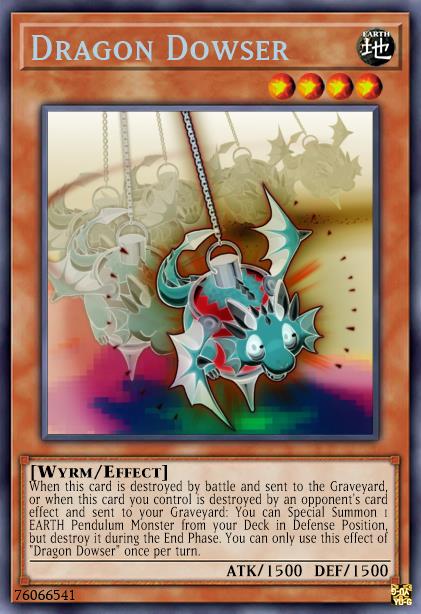 DRAGON DOWSER
EARTH
地
[WYRM/EFFECT]
When this card is destroyed by battle and sent to the Graveyard,
or when this card you control is destroyed by an opponent's card
effect and sent to your Graveyard: You can Special Summon 1
EARTH Pendulum Monster from your Deck in Defense Position,
but destroy it during the End Phase. You can only use this effect of
"Dragon Dowser" once per turn.
ATK/1500 DEF/1500
76066541